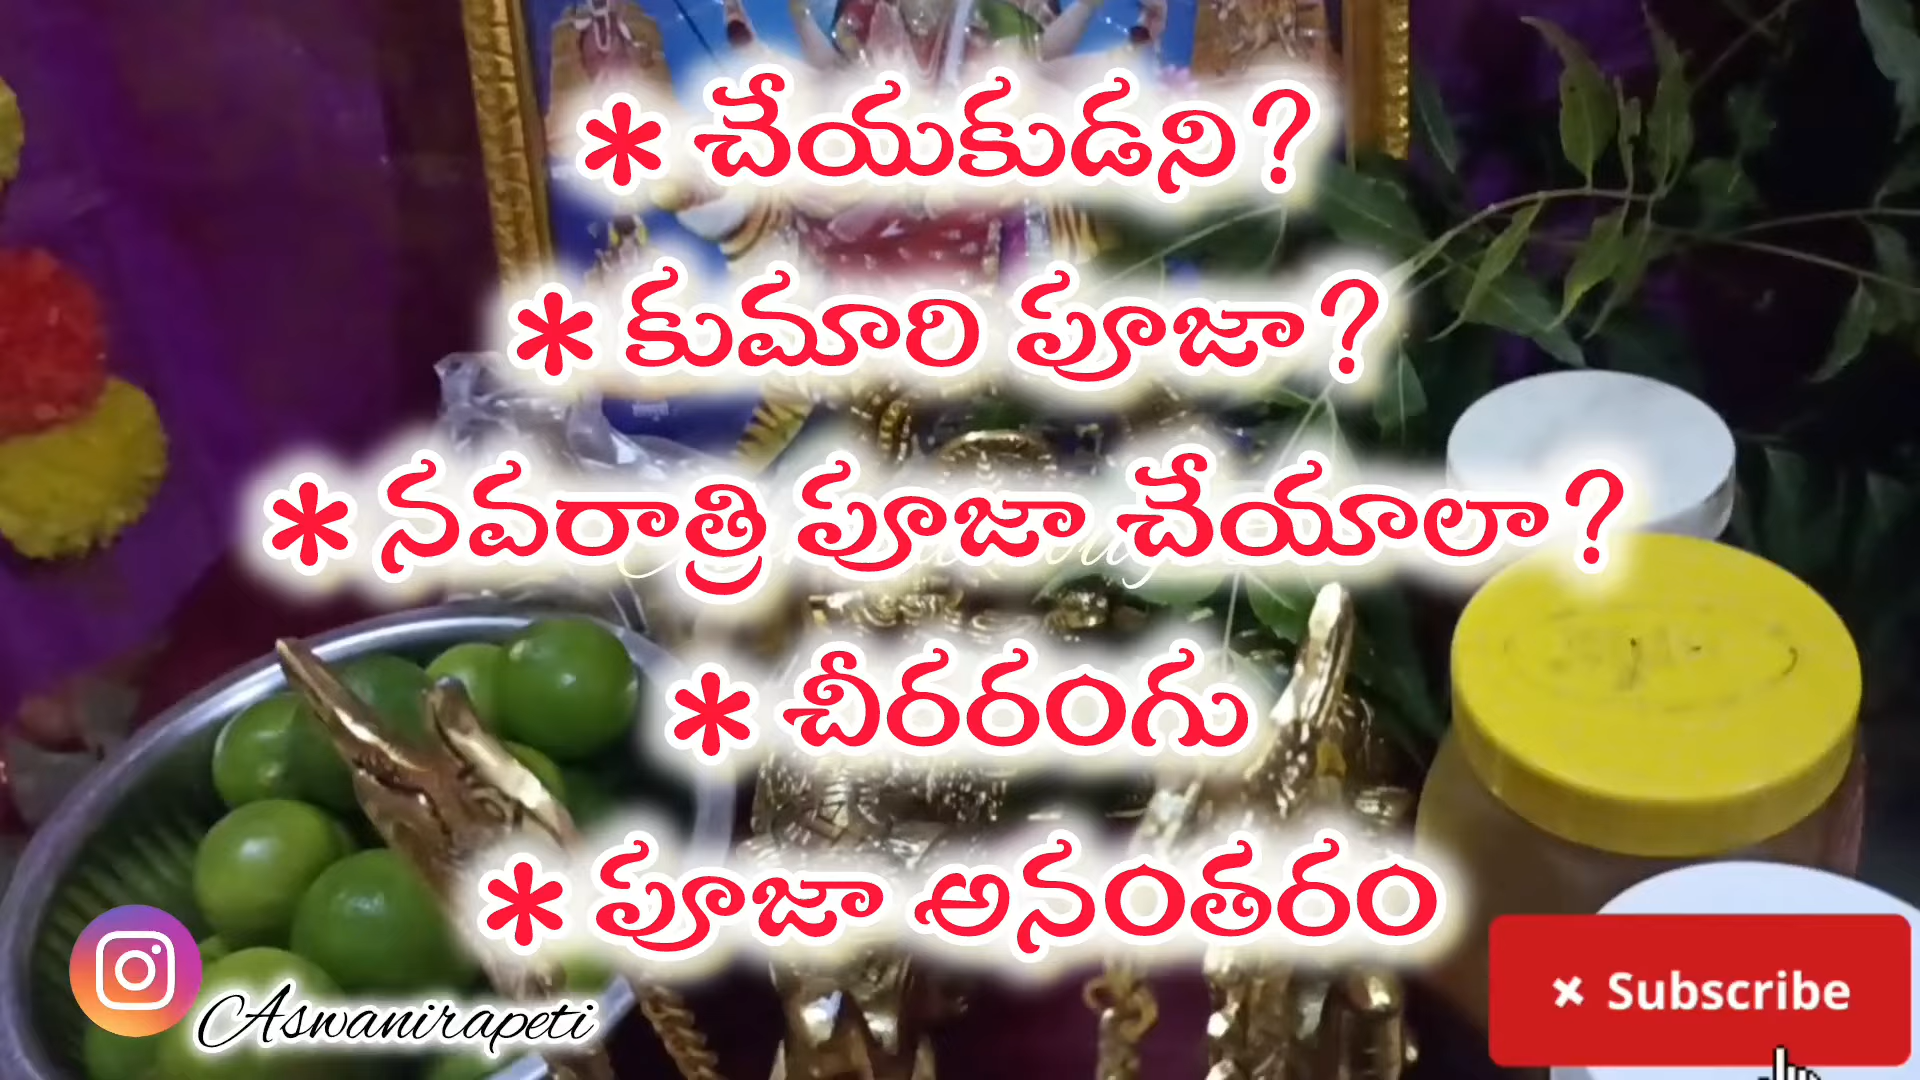 * చేయకుడని?
* కుమారి పూజా?
* నవరాత్రి పూజా చేయాలా?
* చీరరంగు
* పూజా అనంతరం
Aswanirapeti
× Subscribe